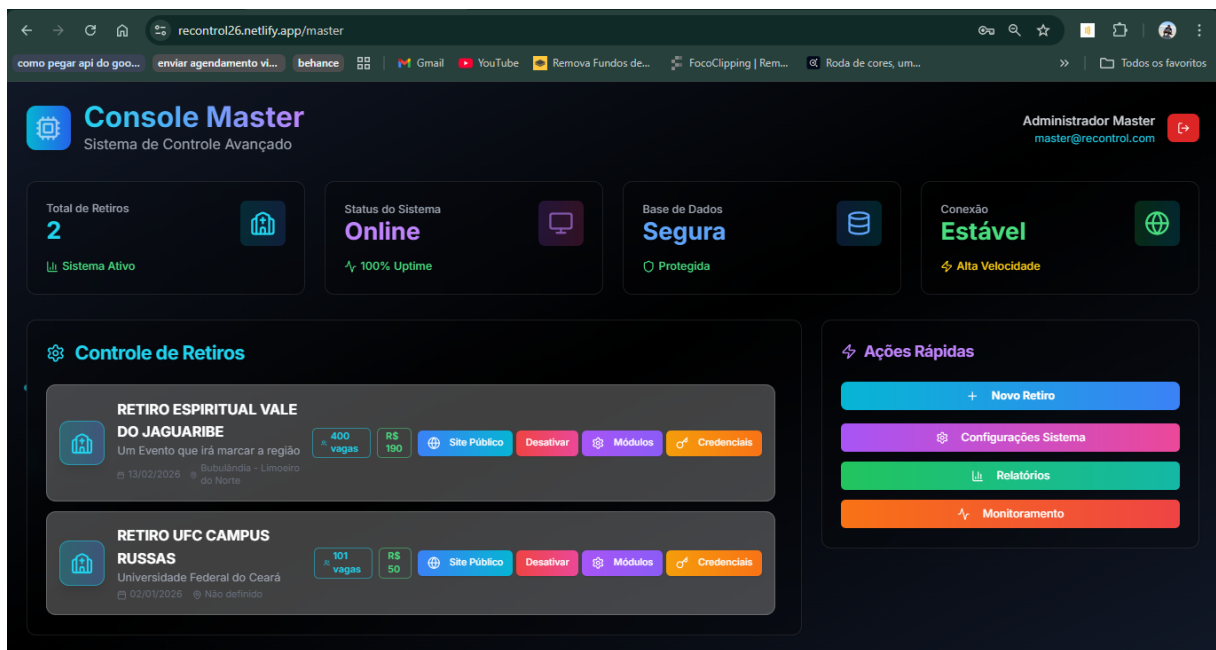 recontrol26.netlify.app/master
como pegar api do goo...
enviar agendamento vi...
behance
Gmail
YouTube
Remova Fundos de...
FocoClipping | Rem...
Roda de cores, um...
»
Todos os favoritos
Console Master
Sistema de Controle Avançado
Administrador Master
master@recontrol.com
Total de Retiros
2
Sistema Ativo
Status do Sistema
Online
100% Uptime
Base de Dados
Segura
Protegida
Conexão
Estável
Alta Velocidade
Controle de Retiros
RETIRO ESPIRITUAL VALE
DO JAGUARIBE
Um Evento que irá marcar a região
13/02/2026
Bubulândia - Limoeiro
do Norte
400
vagas
R$
190
Site Público
Desativar
Módulos
Credenciais
RETIRO UFC CAMPUS
RUSSAS
Universidade Federal do Ceará
02/01/2026
Não definido
101
vagas
R$
50
Site Público
Desativar
Módulos
Credenciais
Ações Rápidas
+ Novo Retiro
Configurações Sistema
Relatórios
Monitoramento